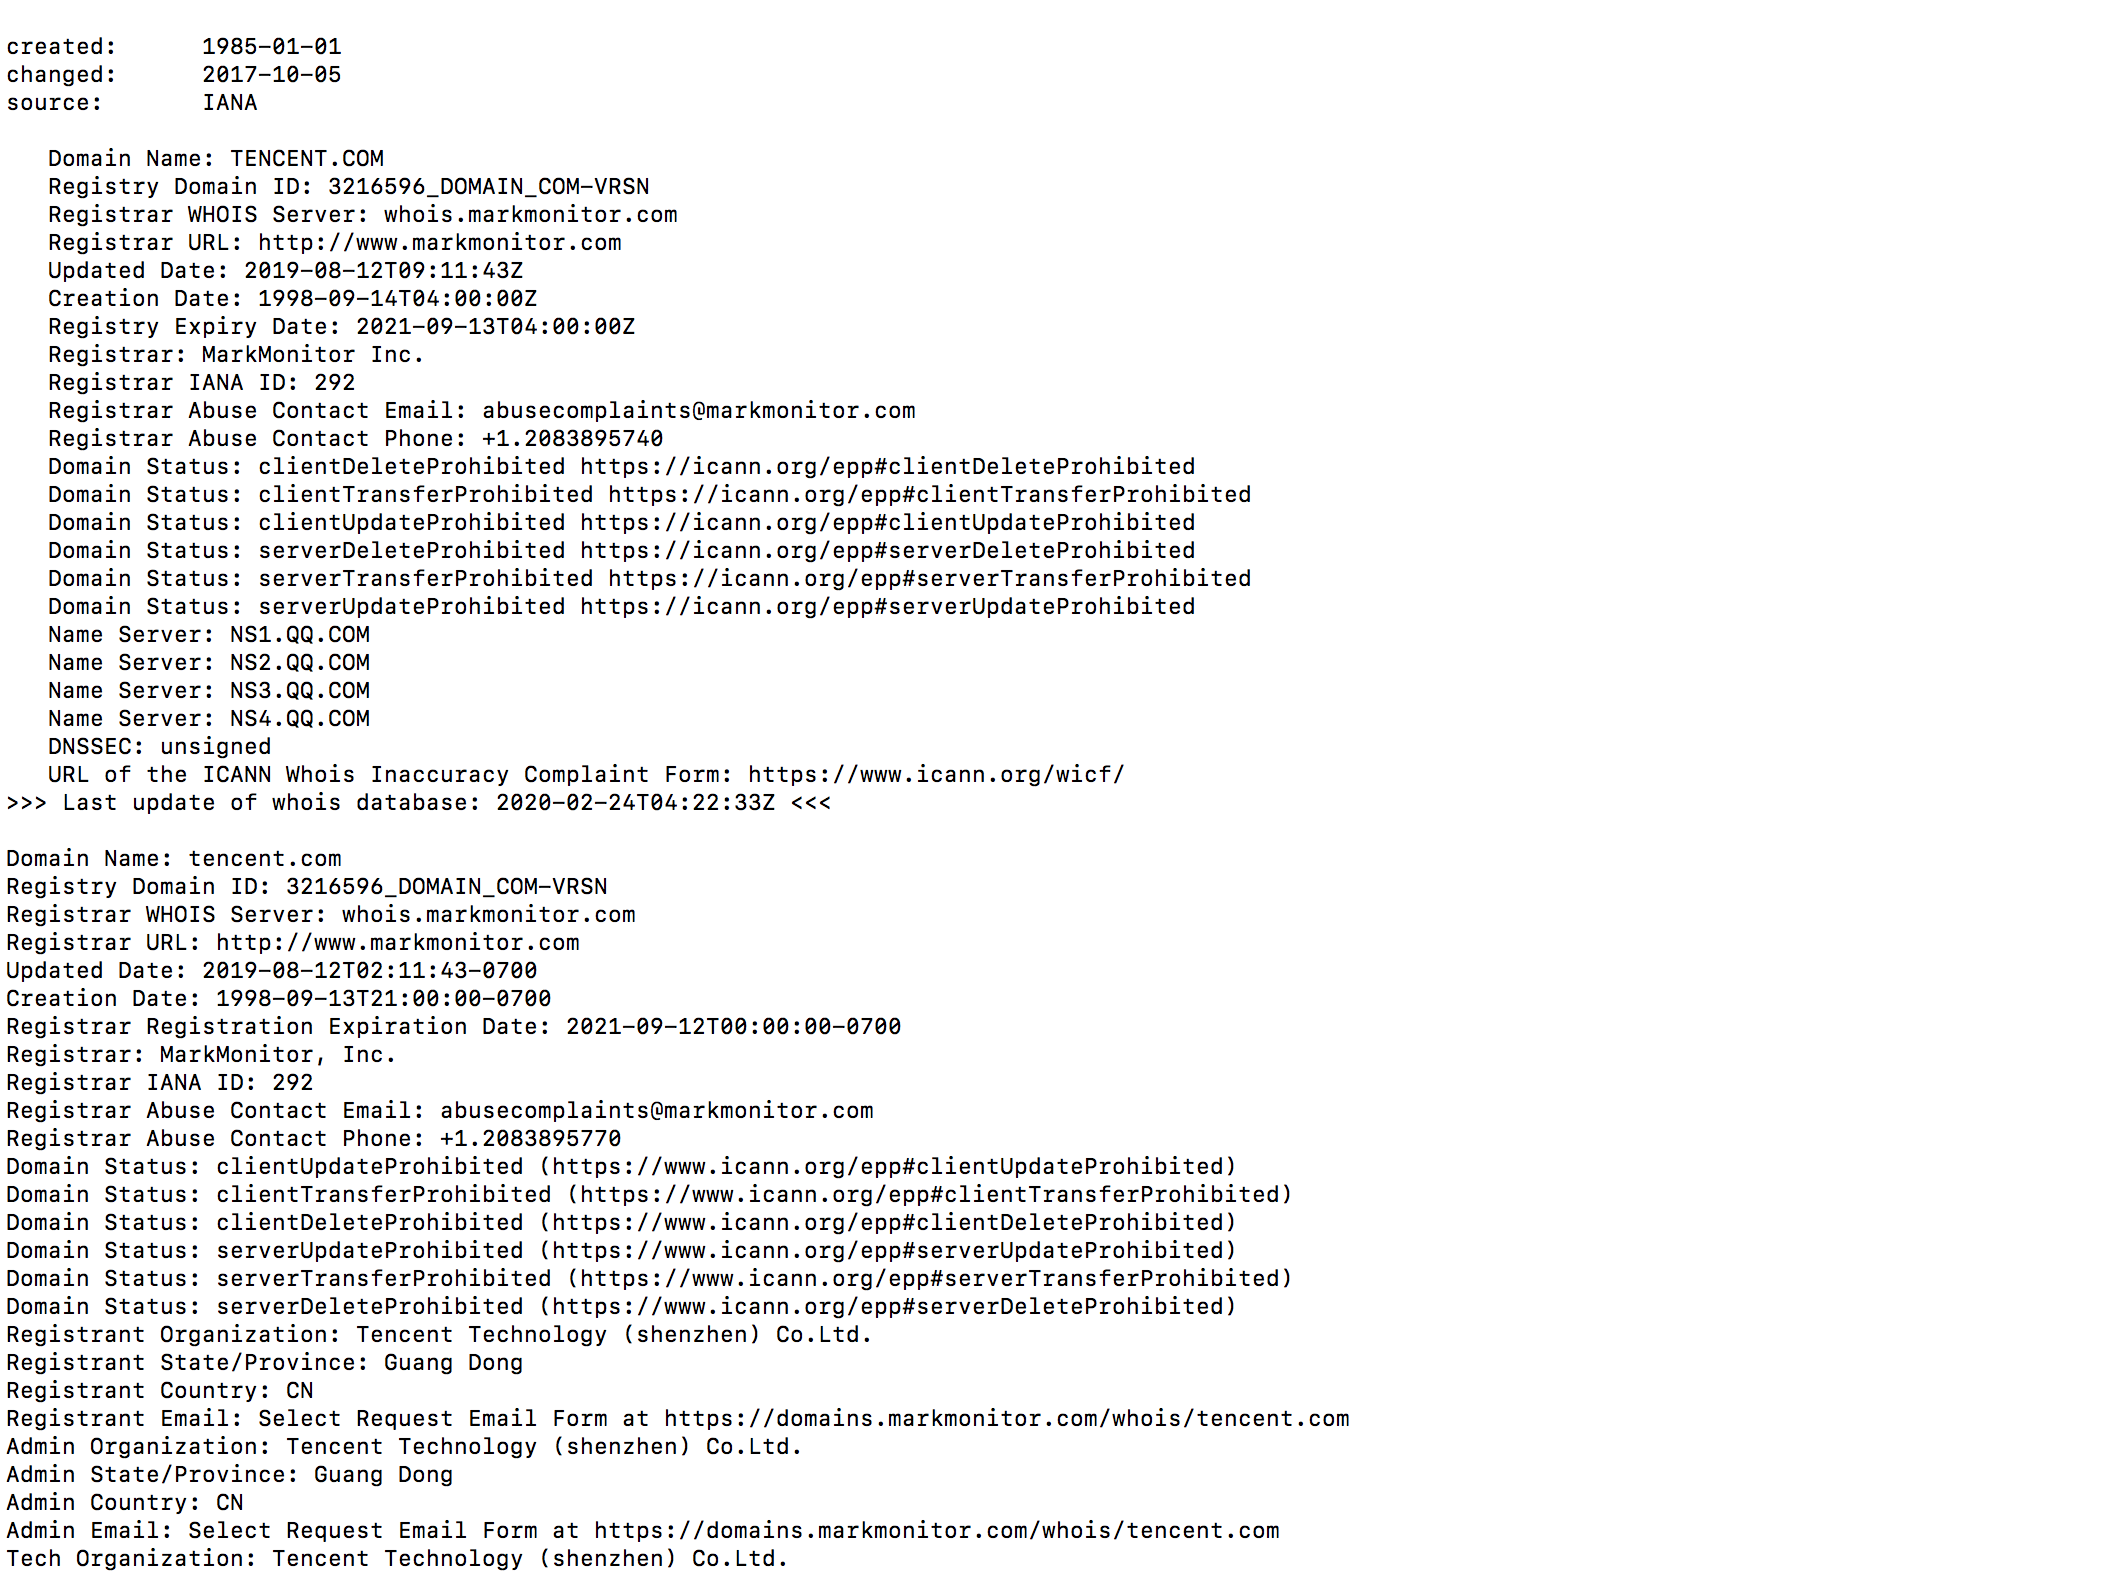 created:      1985-01-01
changed:      2017-10-05
source:       IANA

   Domain Name: TENCENT.COM
   Registry Domain ID: 3216596_DOMAIN_COM-VRSN
   Registrar WHOIS Server: whois.markmonitor.com
   Registrar URL: http://www.markmonitor.com
   Updated Date: 2019-08-12T09:11:43Z
   Creation Date: 1998-09-14T04:00:00Z
   Registry Expiry Date: 2021-09-13T04:00:00Z
   Registrar: MarkMonitor Inc.
   Registrar IANA ID: 292
   Registrar Abuse Contact Email: abusecomplaints@markmonitor.com
   Registrar Abuse Contact Phone: +1.2083895740
   Domain Status: clientDeleteProhibited https://icann.org/epp#clientDeleteProhibited
   Domain Status: clientTransferProhibited https://icann.org/epp#clientTransferProhibited
   Domain Status: clientUpdateProhibited https://icann.org/epp#clientUpdateProhibited
   Domain Status: serverDeleteProhibited https://icann.org/epp#serverDeleteProhibited
   Domain Status: serverTransferProhibited https://icann.org/epp#serverTransferProhibited
   Domain Status: serverUpdateProhibited https://icann.org/epp#serverUpdateProhibited
   Name Server: NS1.QQ.COM
   Name Server: NS2.QQ.COM
   Name Server: NS3.QQ.COM
   Name Server: NS4.QQ.COM
   DNSSEC: unsigned
   URL of the ICANN Whois Inaccuracy Complaint Form: https://www.icann.org/wicf/
>>> Last update of whois database: 2020-02-24T04:22:33Z <<<

Domain Name: tencent.com
Registry Domain ID: 3216596_DOMAIN_COM-VRSN
Registrar WHOIS Server: whois.markmonitor.com
Registrar URL: http://www.markmonitor.com
Updated Date: 2019-08-12T02:11:43-0700
Creation Date: 1998-09-13T21:00:00-0700
Registrar Registration Expiration Date: 2021-09-12T00:00:00-0700
Registrar: MarkMonitor, Inc.
Registrar IANA ID: 292
Registrar Abuse Contact Email: abusecomplaints@markmonitor.com
Registrar Abuse Contact Phone: +1.2083895770
Domain Status: clientUpdateProhibited (https://www.icann.org/epp#clientUpdateProhibited)
Domain Status: clientTransferProhibited (https://www.icann.org/epp#clientTransferProhibited)
Domain Status: clientDeleteProhibited (https://www.icann.org/epp#clientDeleteProhibited)
Domain Status: serverUpdateProhibited (https://www.icann.org/epp#serverUpdateProhibited)
Domain Status: serverTransferProhibited (https://www.icann.org/epp#serverTransferProhibited)
Domain Status: serverDeleteProhibited (https://www.icann.org/epp#serverDeleteProhibited)
Registrant Organization: Tencent Technology (shenzhen) Co.Ltd.
Registrant State/Province: Guang Dong
Registrant Country: CN
Registrant Email: Select Request Email Form at https://domains.markmonitor.com/whois/tencent.com
Admin Organization: Tencent Technology (shenzhen) Co.Ltd.
Admin State/Province: Guang Dong
Admin Country: CN
Admin Email: Select Request Email Form at https://domains.markmonitor.com/whois/tencent.com
Tech Organization: Tencent Technology (shenzhen) Co.Ltd.